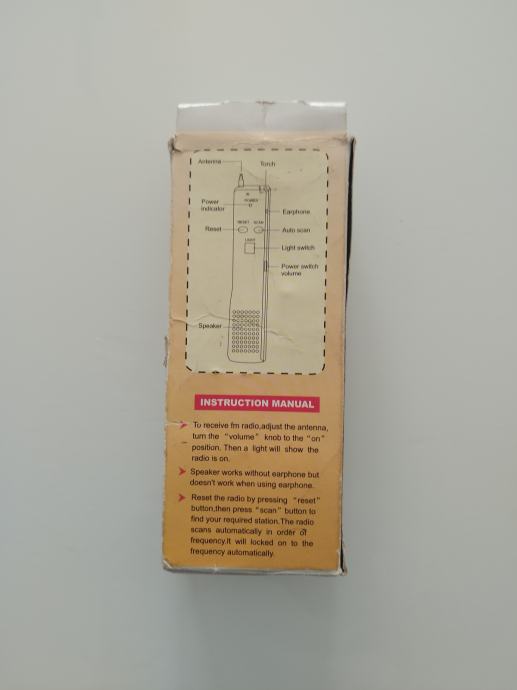 Antenna
Torch
Power
indicator
POWER
Earphone
RESET SCAN
Reset
Auto scan
LIGHT
Light switch
Power switch
volume
Speaker
INSTRUCTION MANUAL
To receive fm radio,adjust the antenna,
turn the "volume" knob to the "on"
position. Then a light will show the
radio is on.
Speaker works without earphone but
doesn't work when using earphone.
Reset the radio by pressing "reset"
button,then press "scan" button to
find your required station.The radio
scans automatically in order of
frequency.It will locked on to the
frequency automatically.